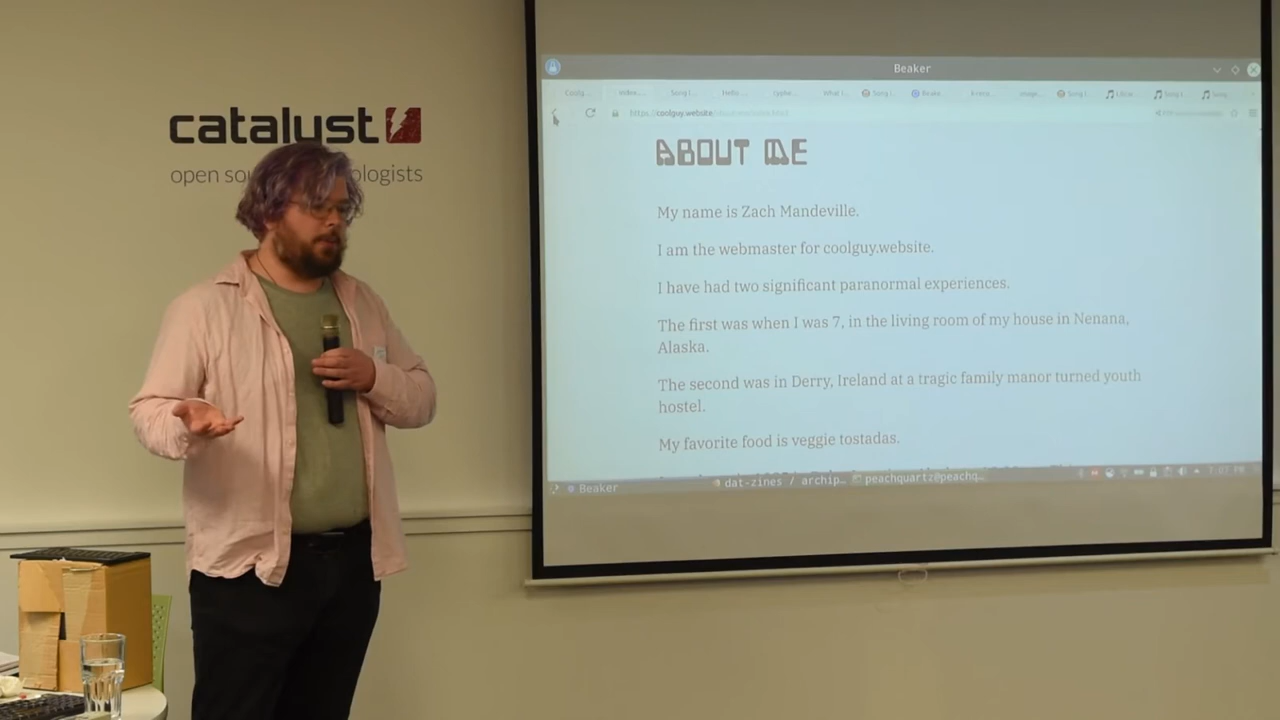 catalyst
open sou ologists
Beaker
https://coolguy.website
ABOUT ME
My name is Zach Mandeville.
I am the webmaster for coolguy.website.
I have had two significant paranormal experiences.
The first was when I was 7, in the living room of my house in Nenana,
Alaska.
The second was in Derry, Ireland at a tragic family manor turned youth
hostel.
My favorite food is veggie tostadas.
Beaker
dat-zines / archip…
peachquartz@peachq…